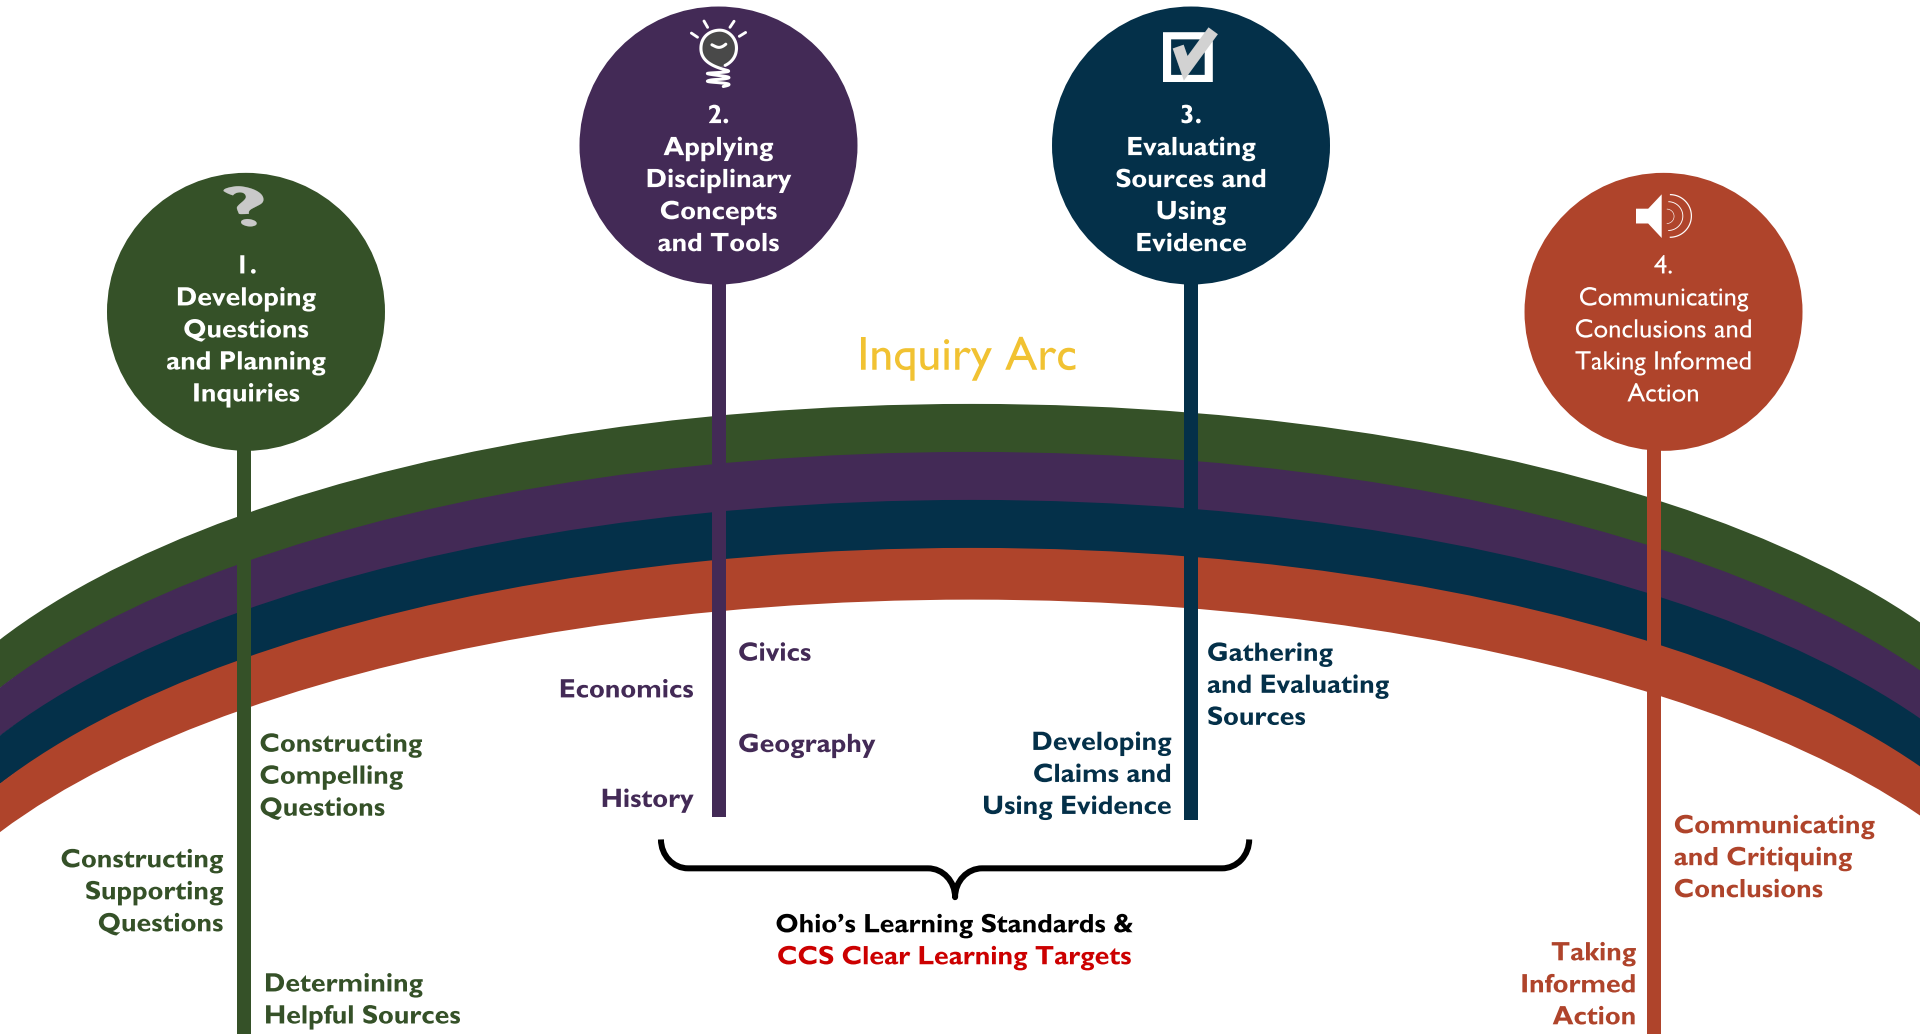 1.
Developing
Questions
and Planning
Inquiries
2.
Applying
Disciplinary
Concepts
and Tools
3.
Evaluating
Sources and
Using
Evidence
4.
Communicating
Conclusions and
Taking Informed
Action
Inquiry Arc
Constructing
Compelling
Questions
Constructing
Supporting
Questions
Determining
Helpful Sources
Civics
Economics
Geography
History
Gathering
and Evaluating
Sources
Developing
Claims and
Using Evidence
Ohio’s Learning Standards &
CCS Clear Learning Targets
Communicating
and Critiquing
Conclusions
Taking
Informed
Action